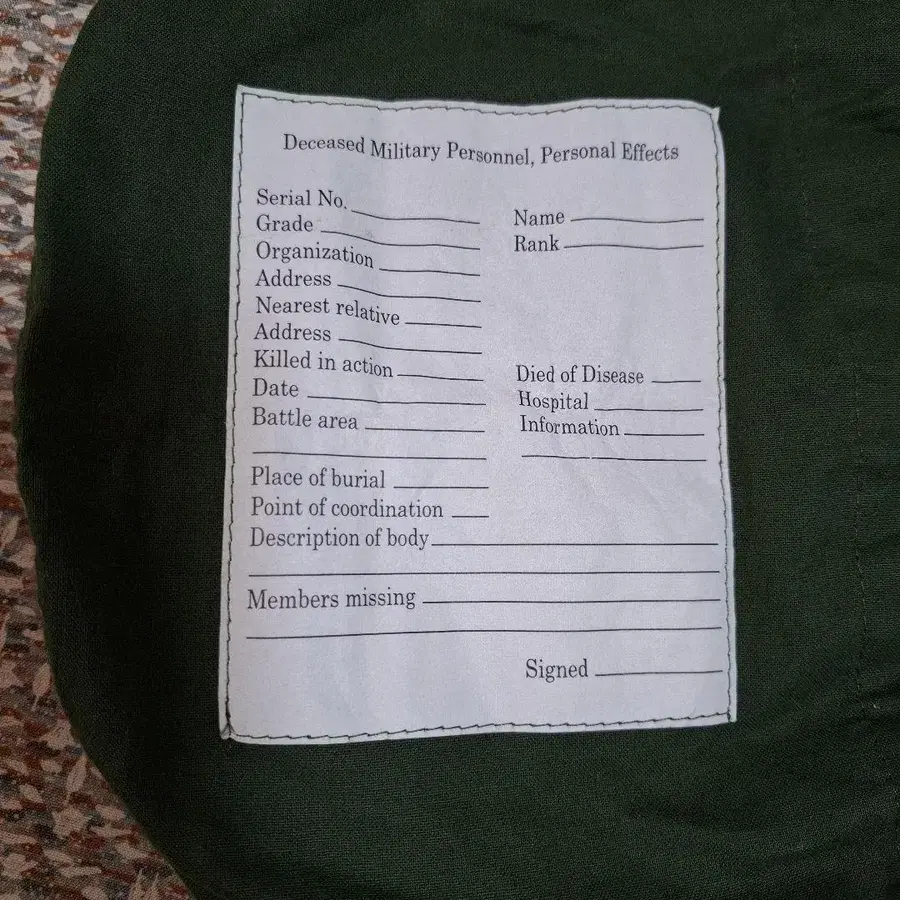 Deceased Military Personnel, Personal Effects
Serial No.
Name
Grade
Rank
Organization
Address
Nearest relative
Address
Killed in action
Died of Disease
Date
Hospital
Battle area
Information
Place of burial
Point of coordination
Description of body
Members missing
Signed